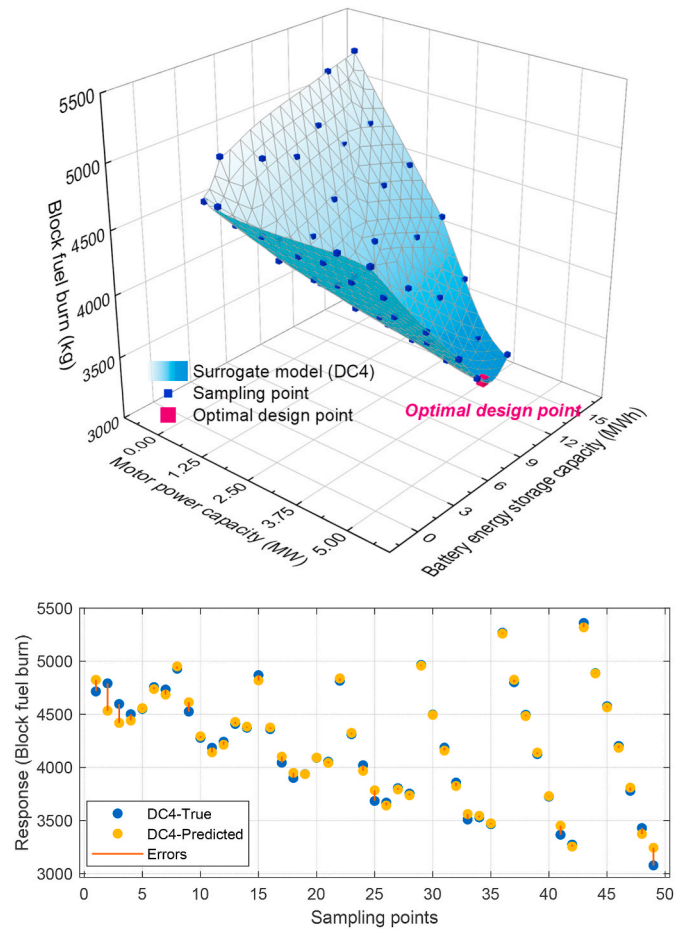 5500
5000
4500
4000
3500
3000
Block fuel burn (kg)
Surrogate model (DC4)
Sampling point
Optimal design point
Optimal design point
0.00
1.25
2.50
3.75
5.00
Motor power capacity (MW)
0
3
6
9
12
15
Battery energy storage capacity (MWh)
5500
5000
4500
4000
3500
3000
Response (Block fuel burn)
DC4-True
DC4-Predicted
Errors
0 5 10 15 20 25 30 35 40 45 50
Sampling points